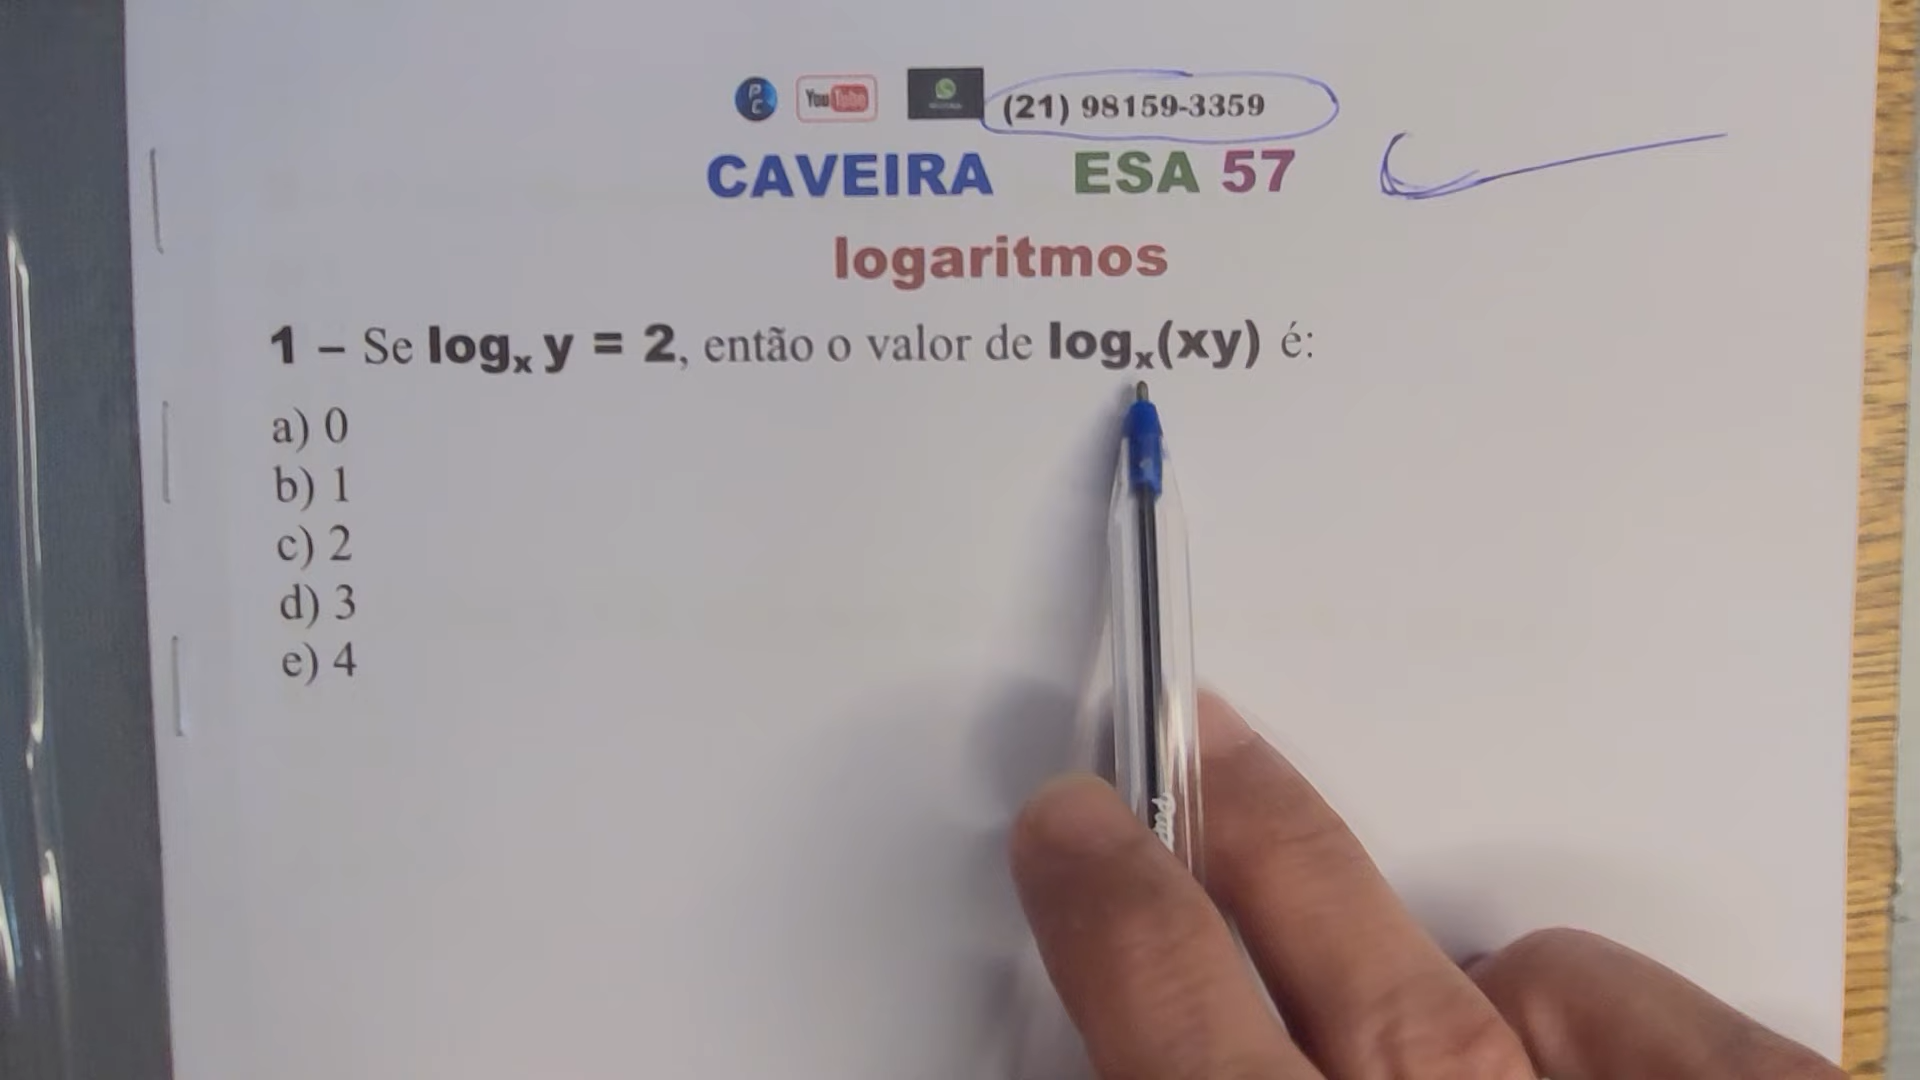 YouTube (21) 98159-3359
CAVEIRA ESA 57
logaritmos
1 – Se logₓ y = 2, então o valor de logₓ(xy) é:
a) 0
b) 1
c) 2
d) 3
e) 4